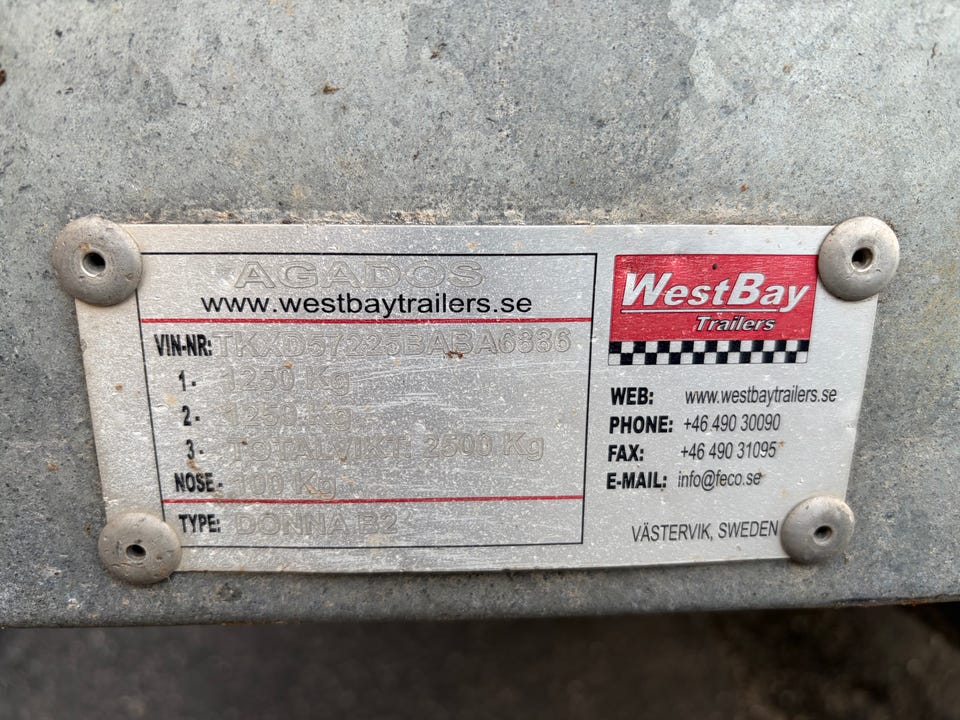 AGADOS
www.westbaytrailers.se
VIN-NR:
1- 1250 Kg
2- 1250 Kg
3- 2500 Kg
NOSE- 100 Kg
TYPE: DONNA B2
WestBay
Trailers
WEB: www.westbaytrailers.se
PHONE: +46 490 30090
FAX: +46 490 31095
E-MAIL: info@feco.se
VÄSTERVIK, SWEDEN